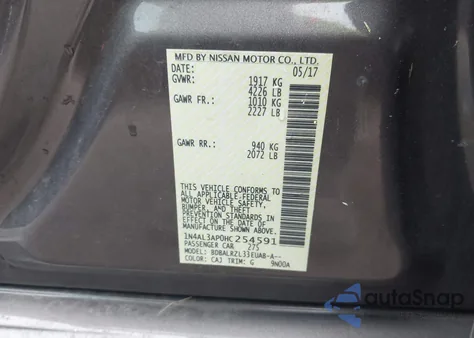 MFD BY NISSAN MOTOR CO., LTD.
DATE: 05/17
GVWR: 1917 KG
4226 LB
GAWR FR: 1010 KG
2227 LB
GAWR RR: 940 KG
2072 LB
THIS VEHICLE CONFORMS TO
ALL APPLICABLE FEDERAL
MOTOR VEHICLE SAFETY,
BUMPER, AND THEFT
PREVENTION STANDARDS
IN EFFECT ON THE DATE OF
MANUFACTURE SHOWN ABOVE.
1N4AL3AP0HC254591
PASSENGER CAR 275
MODEL: BDBALRZL33EUAB-A--
COLOR: CAJ TRIM: G 9N00A
autoSnap